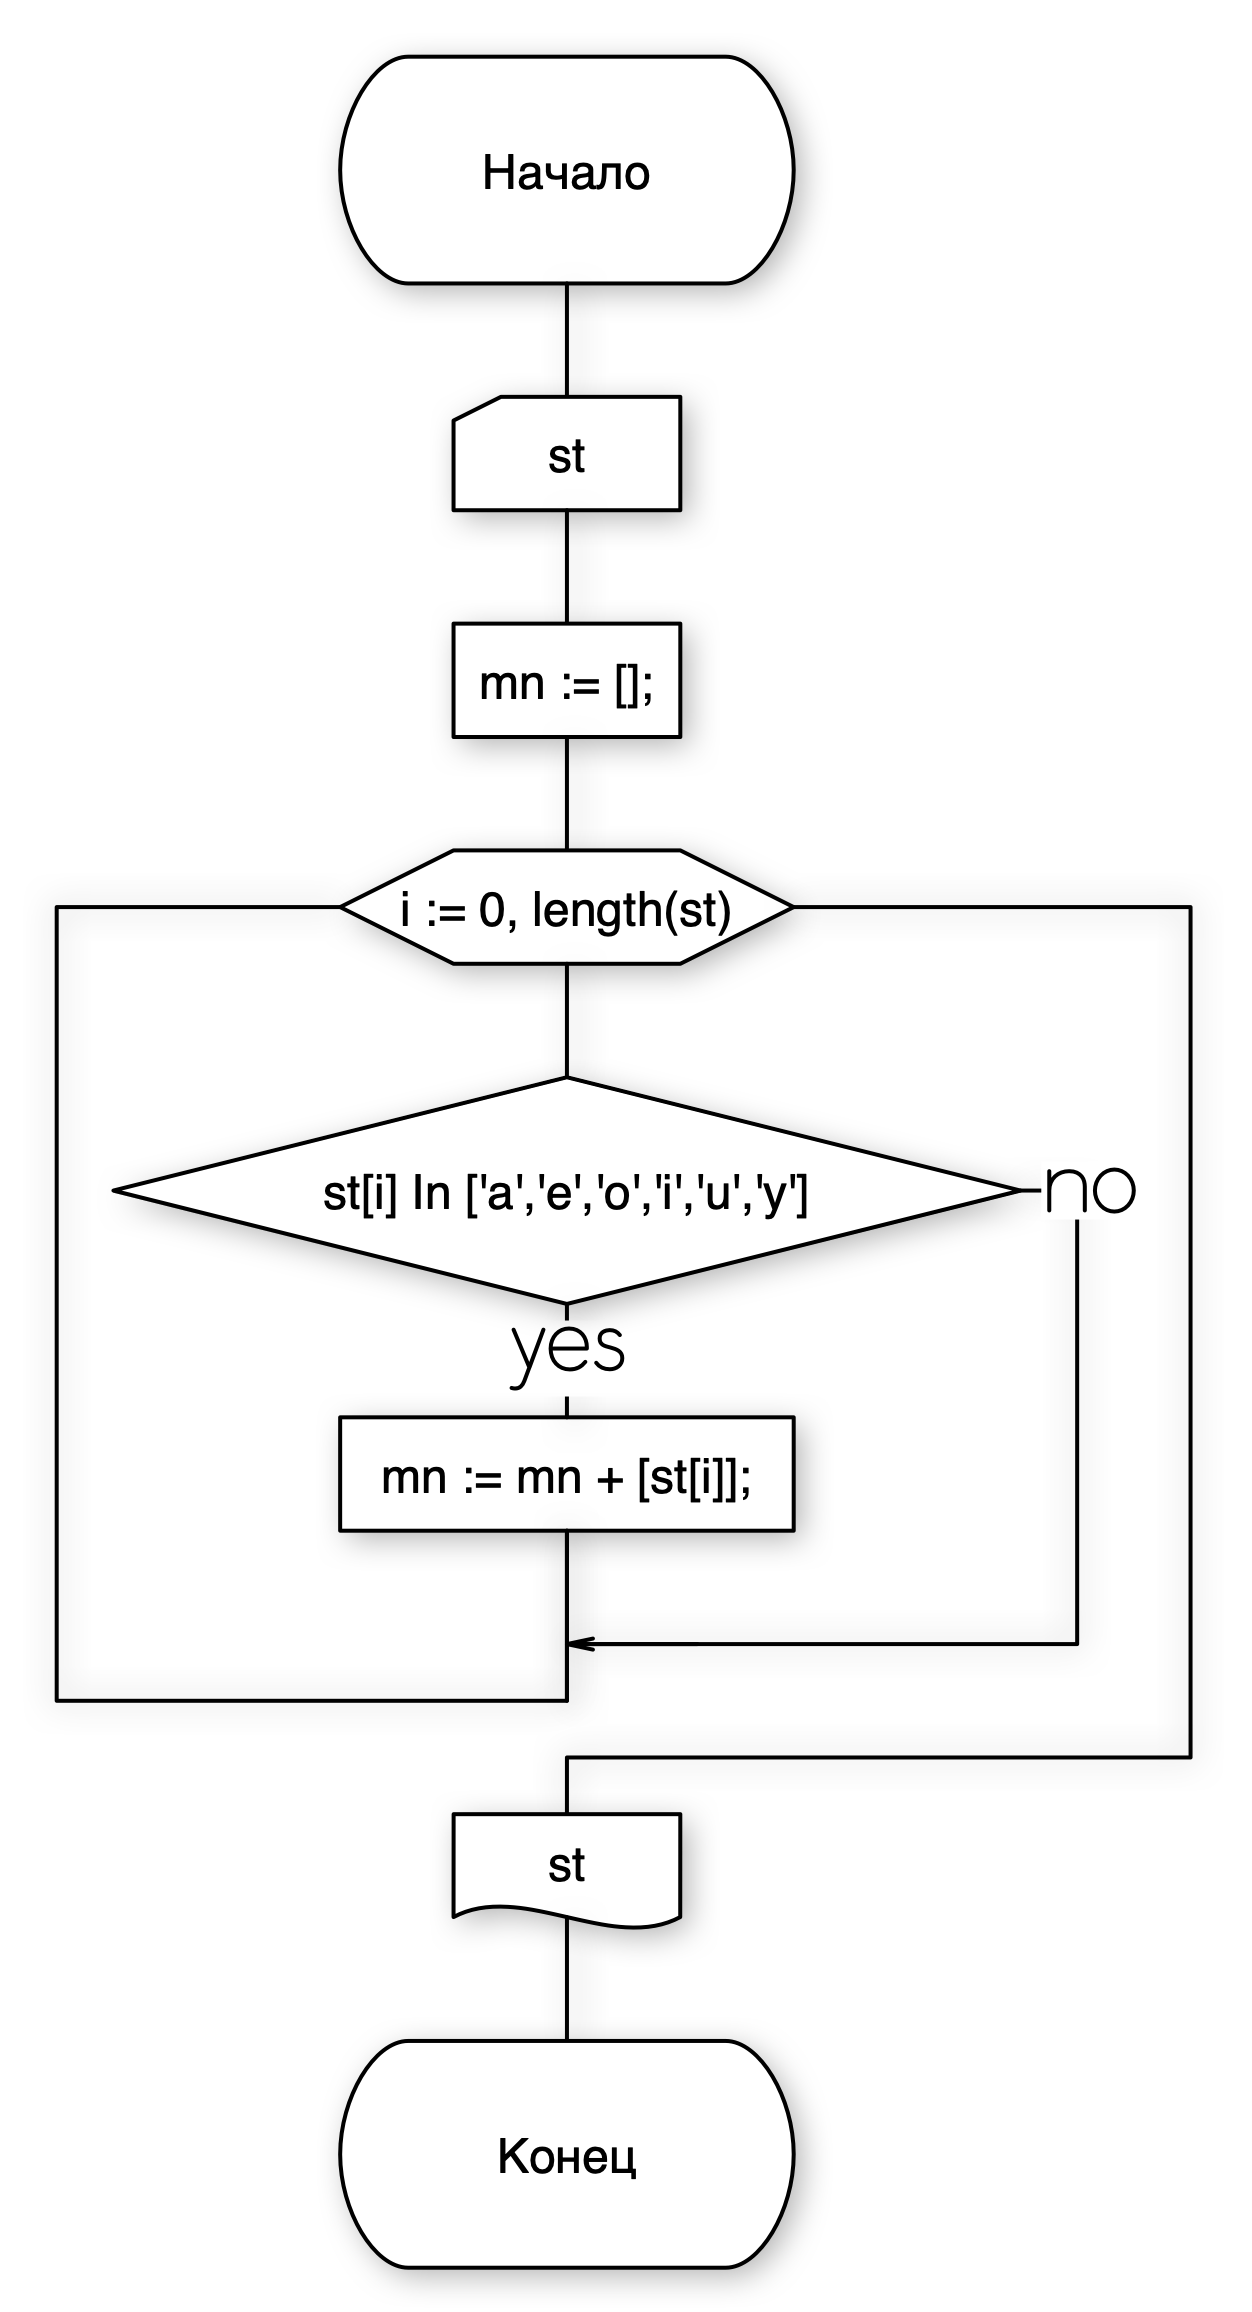 Начало
st
mn := [];
i := 0, length(st)
st[i] In ['a','e','o','i','u','y']
no
yes
mn := mn + [st[i]];
st
Конец